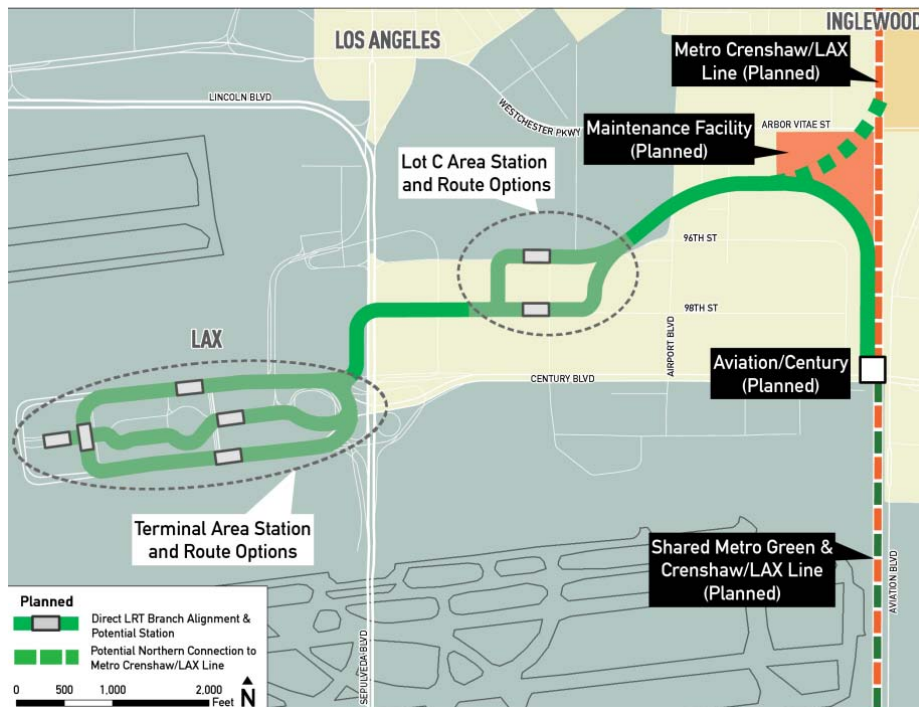 INGLEWOOD
LOS ANGELES
Metro Crenshaw/LAX
Line (Planned)
LINCOLN BLVD
WESTCHESTER PKWY
ARBOR VITAE ST
Maintenance Facility
(Planned)
Lot C Area Station
and Route Options
96TH ST
98TH ST
LAX
AIRPORT BLVD
CENTURY BLVD
Aviation/Century
(Planned)
Terminal Area Station
and Route Options
Shared Metro Green &
Crenshaw/LAX Line
(Planned)
AVIATION BLVD
SEPULVEDA BLVD
Planned
Direct LRT Branch Alignment &
Potential Station
Potential Northern Connection to
Metro Crenshaw/LAX Line
0 500 1,000 2,000
Feet N